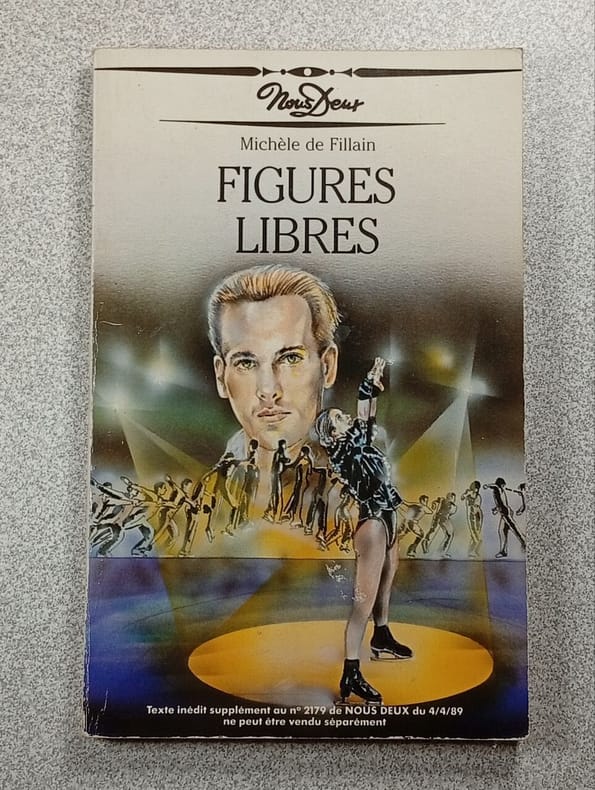 Nous Deux
Michèle de Fillain
FIGURES
LIBRES
Texte inédit supplément au nº 2179 de NOUS DEUX du 4/4/89
ne peut être vendu séparément